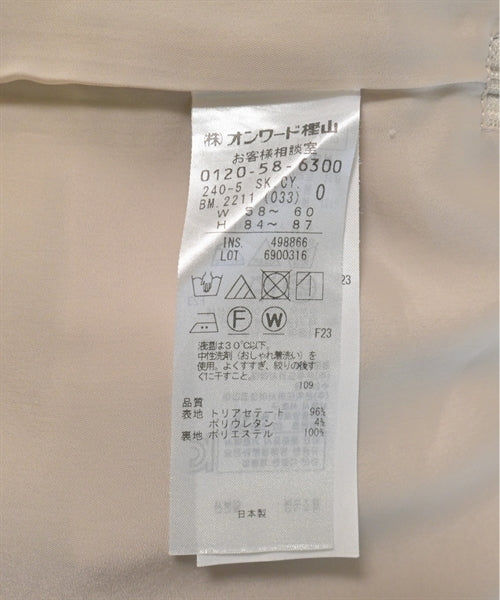 (株)オンワード樫山
お客様相談室
0120-58-6300
240-5 SK CY.
BM.2211 (033) 0
W 58～ 60
H 84～ 87
INS. 498866
LOT 6900316
F23
F W
F23
液温は30℃以下。
中性洗剤（おしゃれ着洗い）を
使用。よくすすぎ、絞りの後す
ぐに干すこと。
109
品質
表地 トリアセテート 96%
ポリウレタン 4%
裏地 ポリエステル 100%
日本製